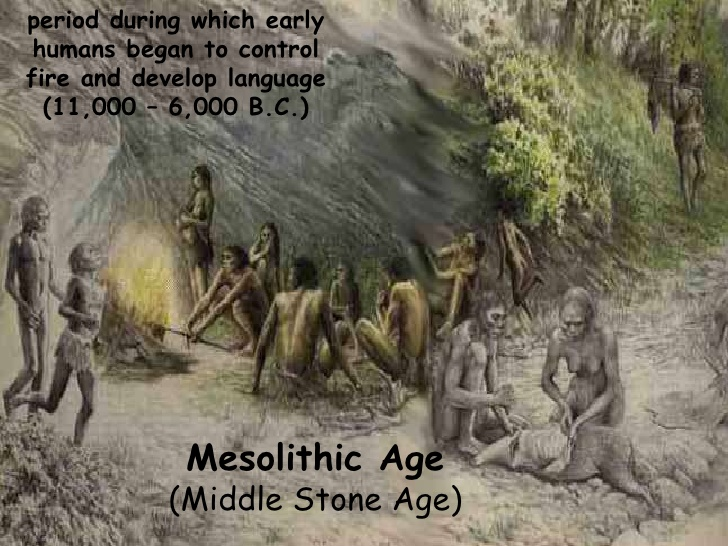 period during which early
humans began to control
fire and develop language
(11,000 – 6,000 B.C.)
Mesolithic Age
(Middle Stone Age)